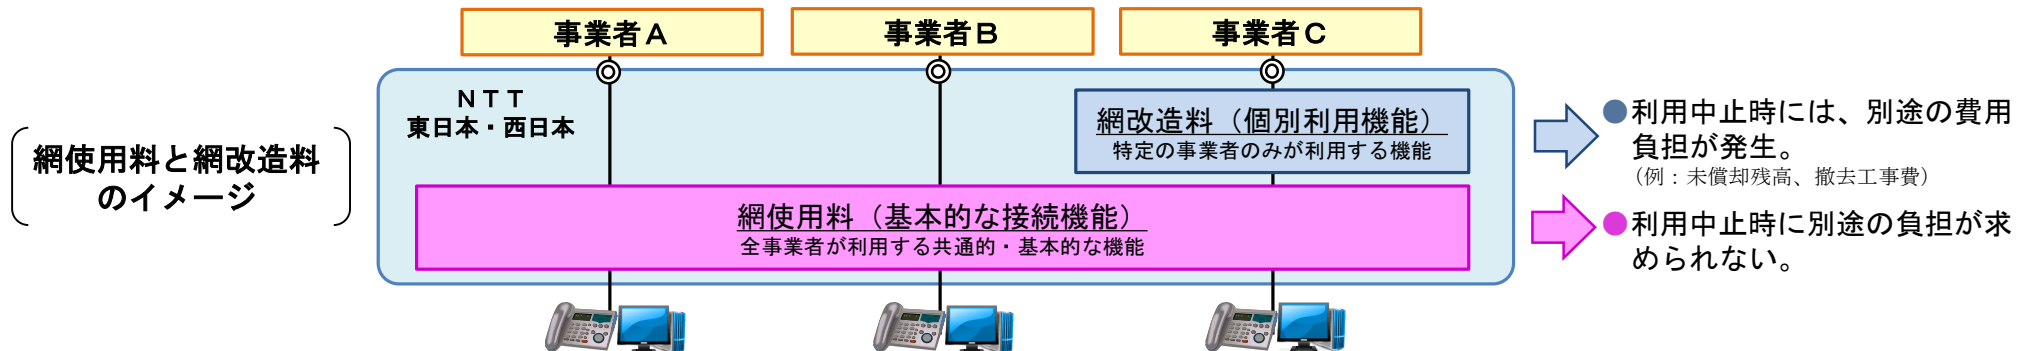 事業者A
事業者B
事業者C
NTT
東日本・西日本
網使用料と網改造料
のイメージ
網改造料（個別利用機能）
特定の事業者のみが利用する機能
網使用料（基本的な接続機能）
全事業者が利用する共通的・基本的な機能
●利用中止時には、別途の費用
負担が発生。
（例：未償却残高、撤去工事費）
●利用中止時に別途の負担が求
められない。